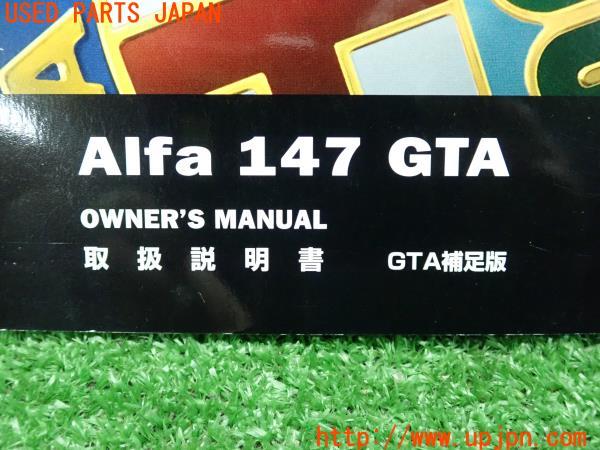 USED PARTS JAPAN
Alfa 147 GTA
OWNER'S MANUAL
取扱説明書 GTA補足版
http://www.upjpn.com